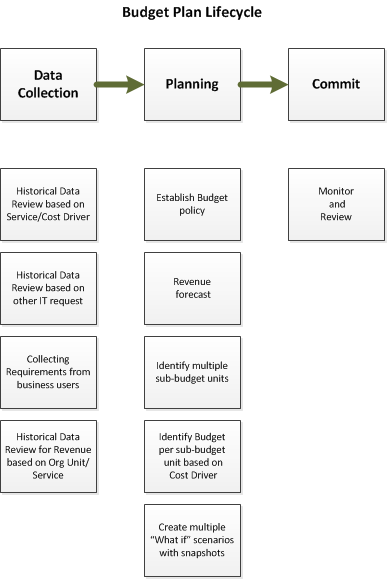 Budget Plan Lifecycle
Data
Collection
Planning
Commit
Historical Data
Review based on
Service/Cost Driver
Establish Budget
policy
Monitor
and
Review
Historical Data
Review based on
other IT request
Revenue
forecast
Collecting
Requirements from
business users
Identify multiple
sub-budget units
Historical Data
Review for Revenue
based on Org Unit/
Service
Identify Budget
per sub-budget
unit based on
Cost Driver
Create multiple
“What if” scenarios
with snapshots